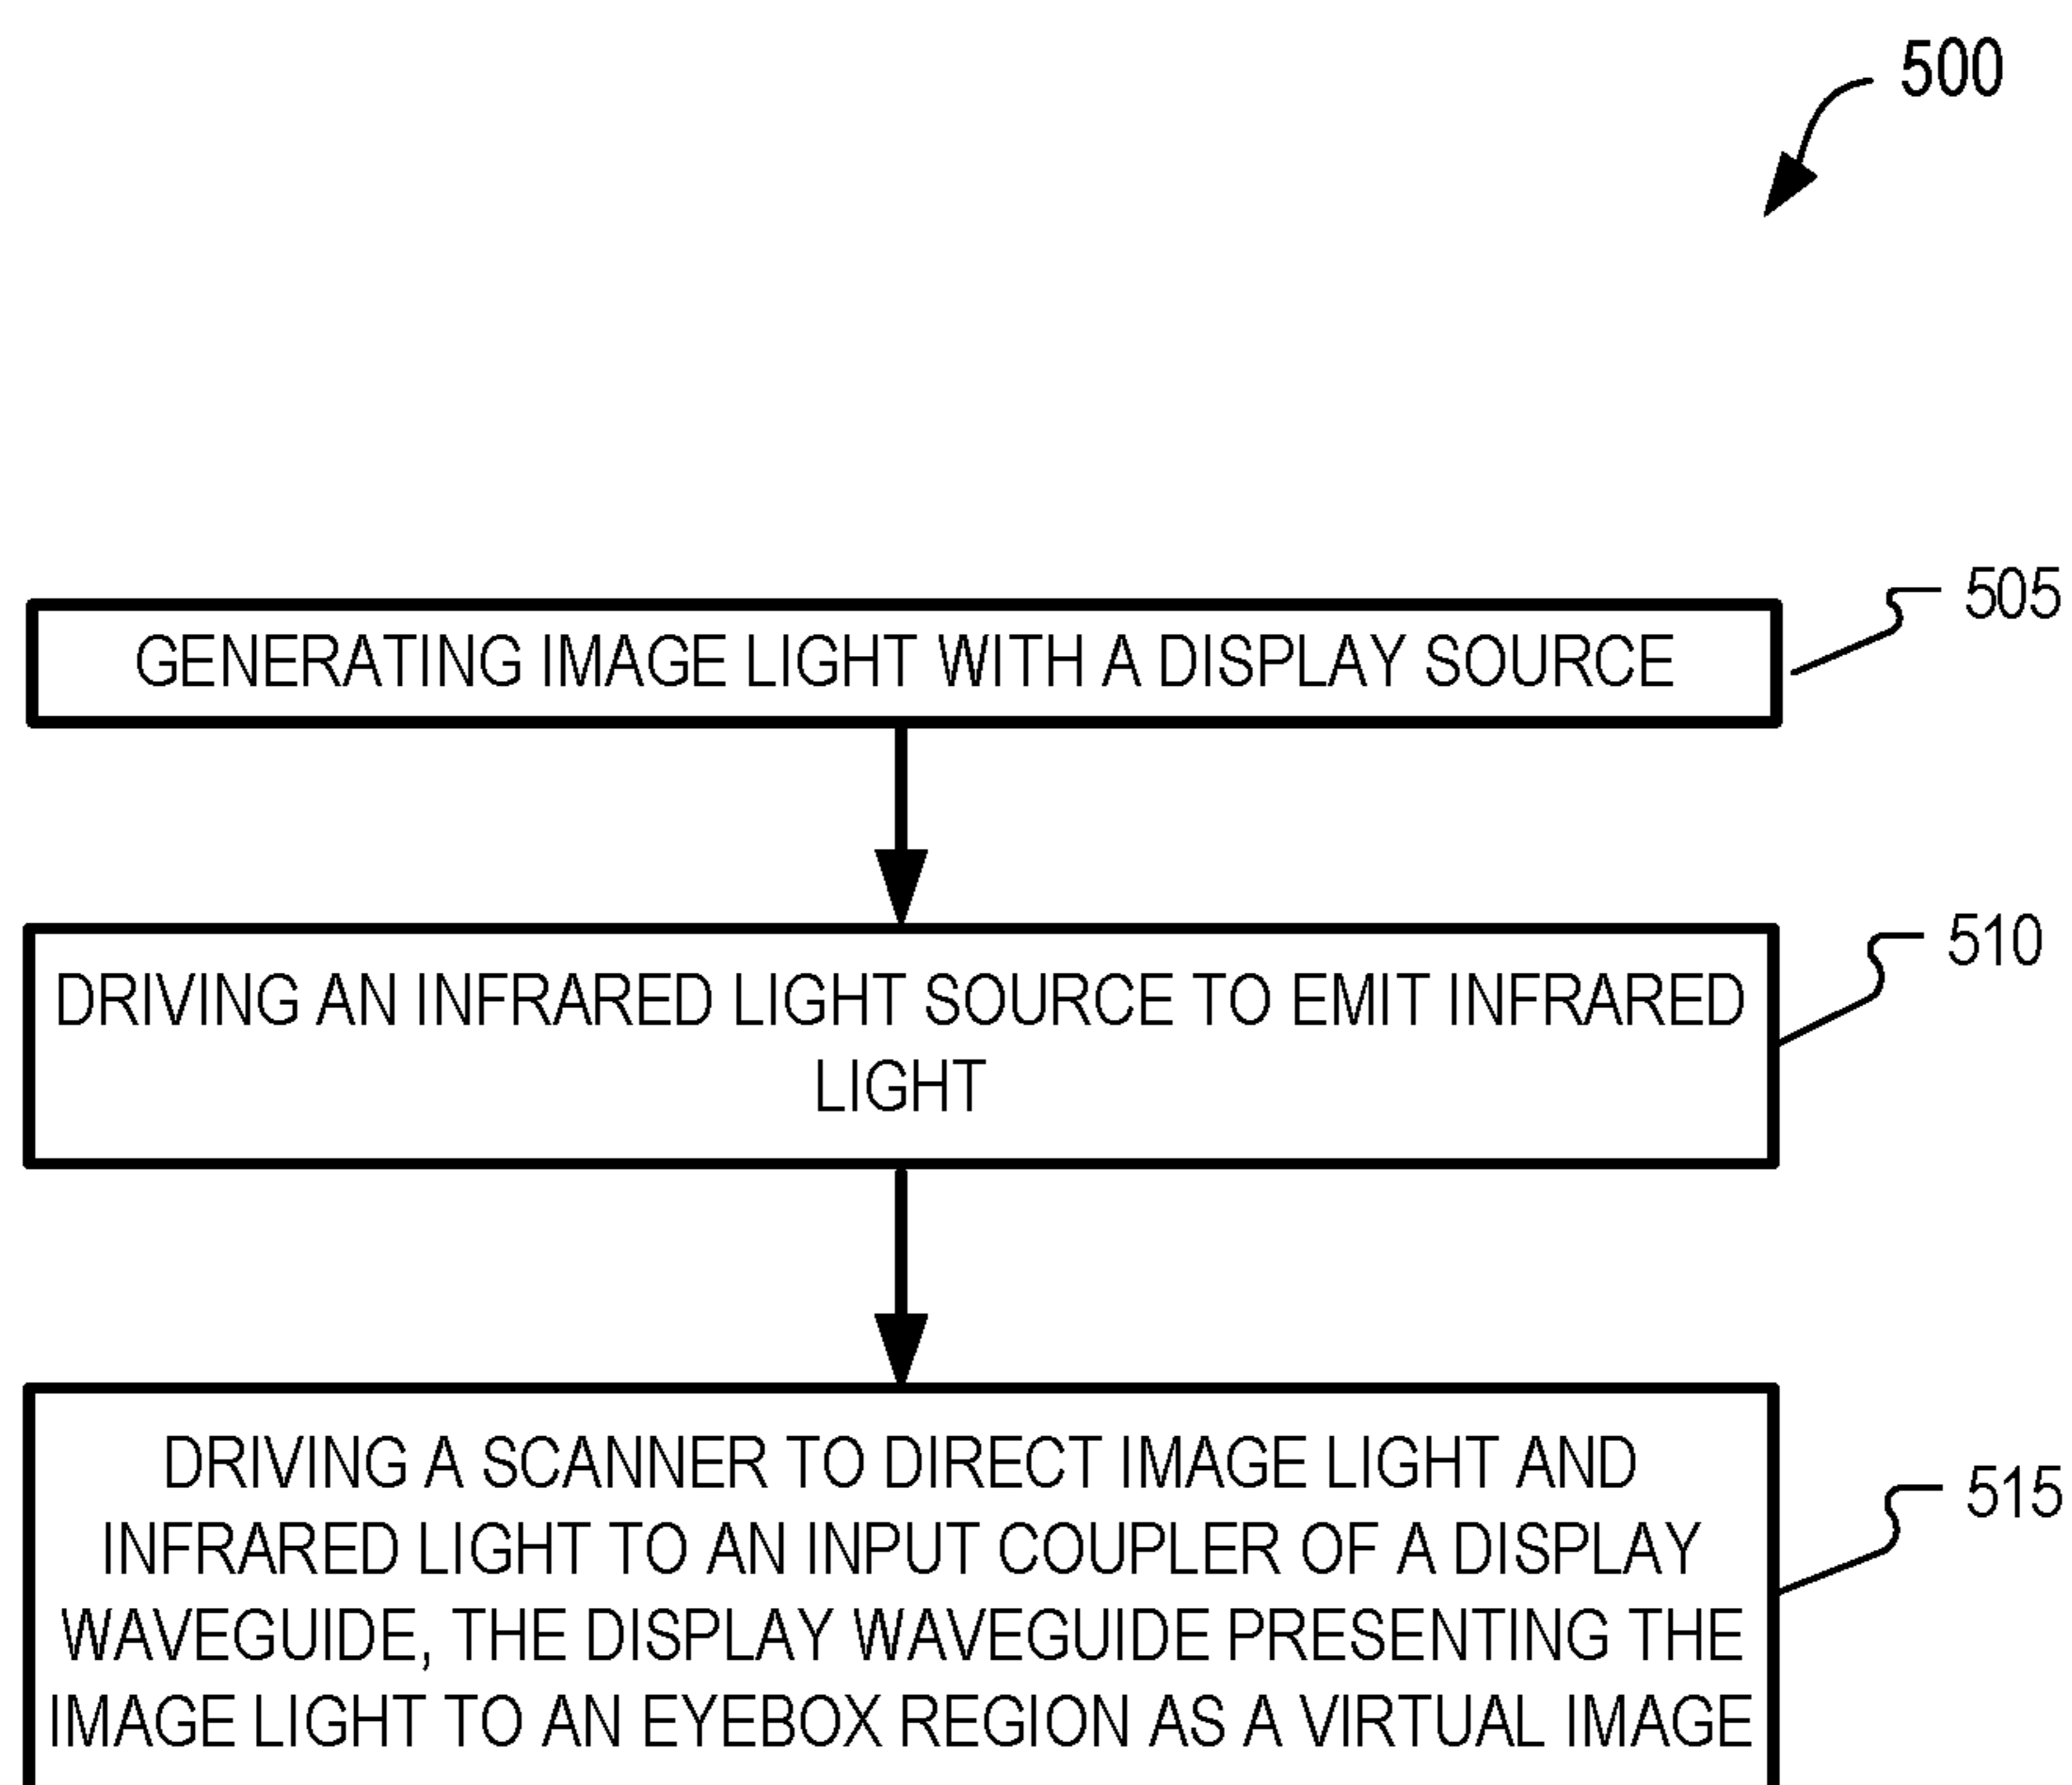 500
505
GENERATING IMAGE LIGHT WITH A DISPLAY SOURCE
510
DRIVING AN INFRARED LIGHT SOURCE TO EMIT INFRARED
LIGHT
515
DRIVING A SCANNER TO DIRECT IMAGE LIGHT AND
INFRARED LIGHT TO AN INPUT COUPLER OF A DISPLAY
WAVEGUIDE, THE DISPLAY WAVEGUIDE PRESENTING THE
IMAGE LIGHT TO AN EYEBOX REGION AS A VIRTUAL IMAGE